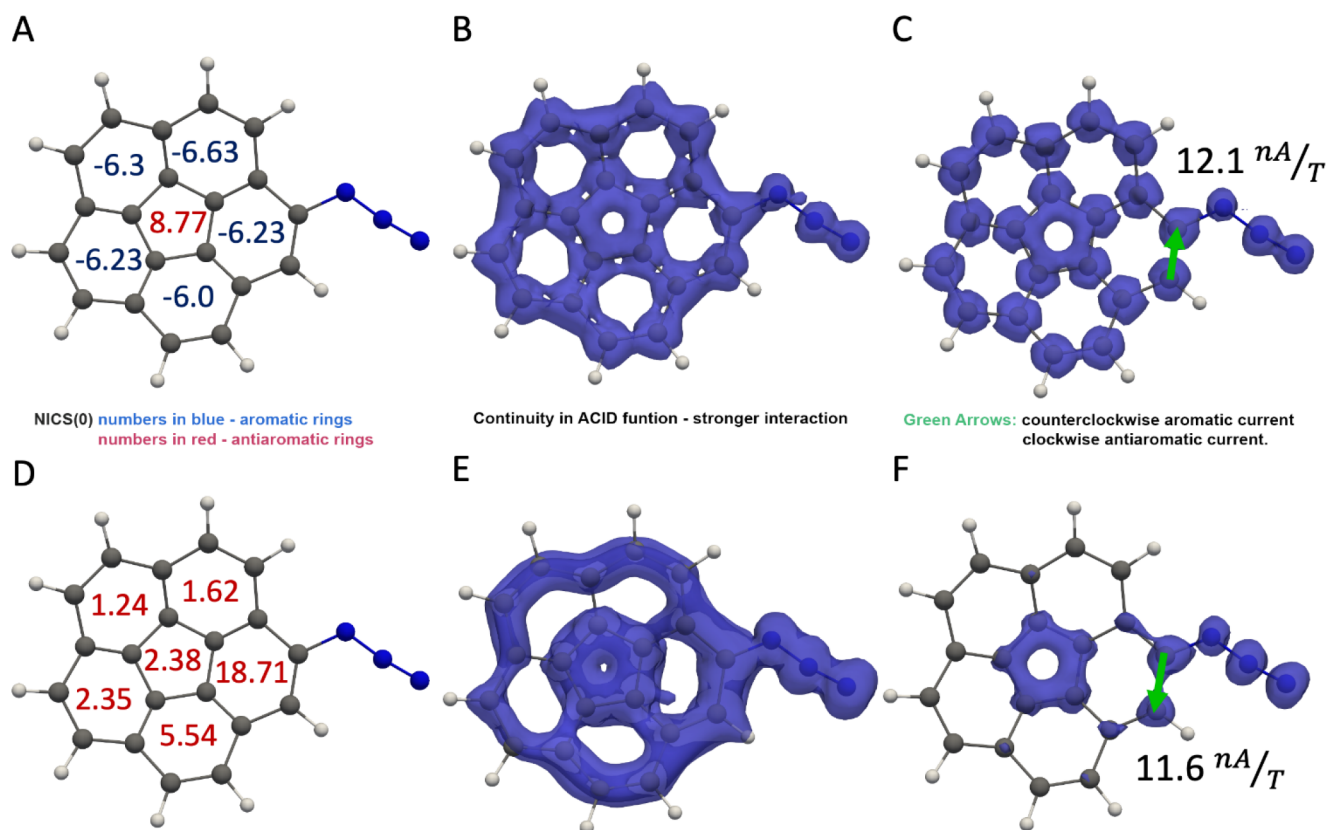 A
B
C
-6.3
-6.63
8.77
-6.23
-6.23
-6.0
12.1 nA/T
NICS(0) numbers in blue - aromatic rings
numbers in red - antiaromatic rings
Continuity in ACID funtion - stronger interaction
Green Arrows: counterclockwise aromatic current
clockwise antiaromatic current.
D
E
F
1.24
1.62
2.38
18.71
2.35
5.54
11.6 nA/T